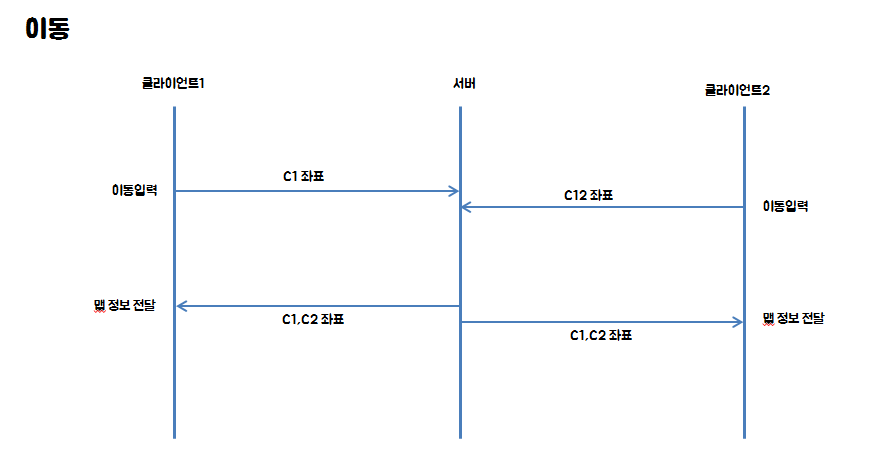 이동
클라이언트1
서버
클라이언트2
C1 좌표
이동입력
C12 좌표
이동입력
맵 정보 전달
C1,C2 좌표
맵 정보 전달
C1,C2 좌표